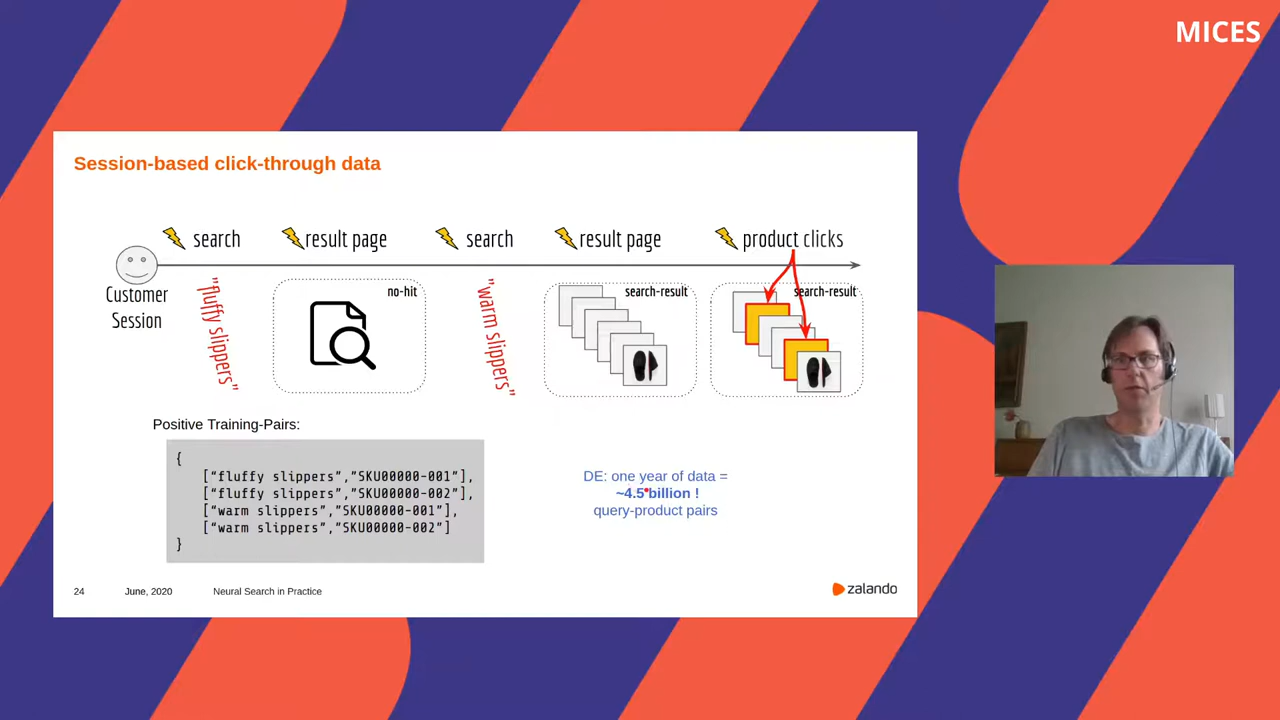 MICES
Session-based click-through data
search
result page
search
result page
product clicks
Customer
Session
"fluffy slippers"
no-hit
"warm slippers"
search-result
search-result
Positive Training-Pairs:
{
[“fluffy slippers”,”SKU00000-001”],
[“fluffy slippers”,”SKU00000-002”],
[“warm slippers”,”SKU00000-001”],
[“warm slippers”,”SKU00000-002”]
}
DE: one year of data =
~4.5 billion !
query-product pairs
24
June, 2020
Neural Search in Practice
zalando